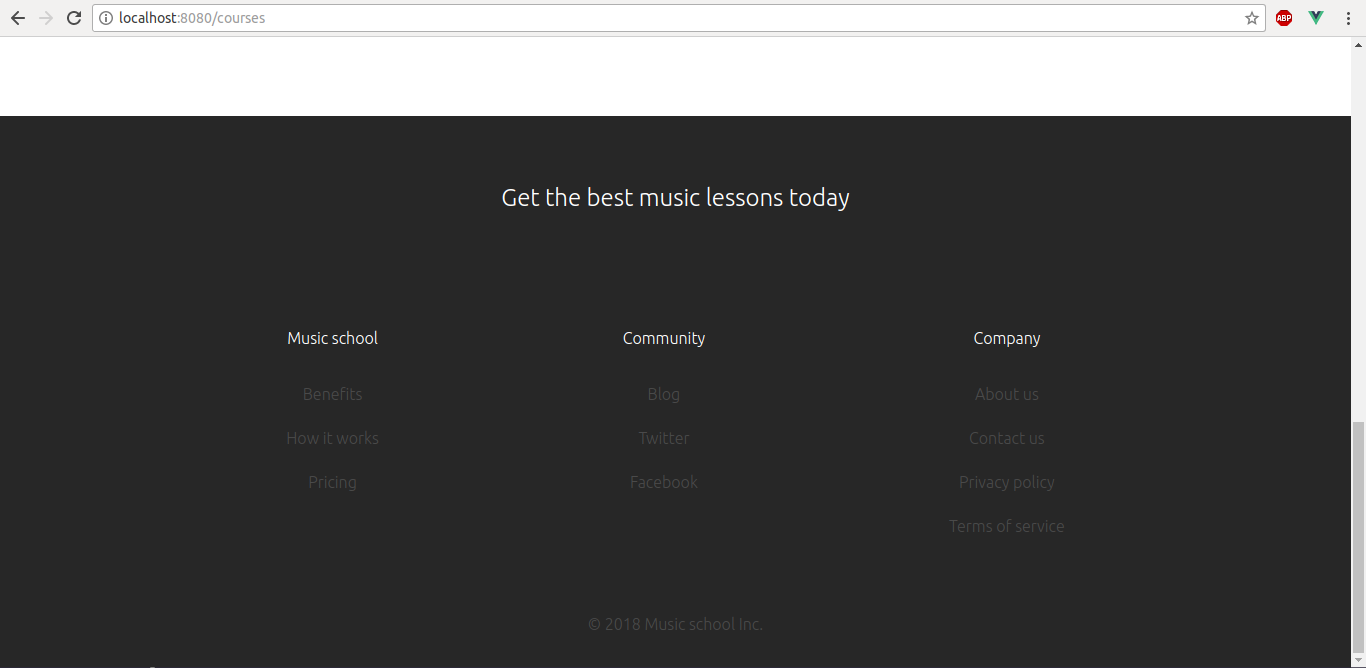 localhost:8080/courses
ABP
Get the best music lessons today
Music school
Benefits
How it works
Pricing
Community
Blog
Twitter
Facebook
Company
About us
Contact us
Privacy policy
Terms of service
© 2018 Music school Inc.